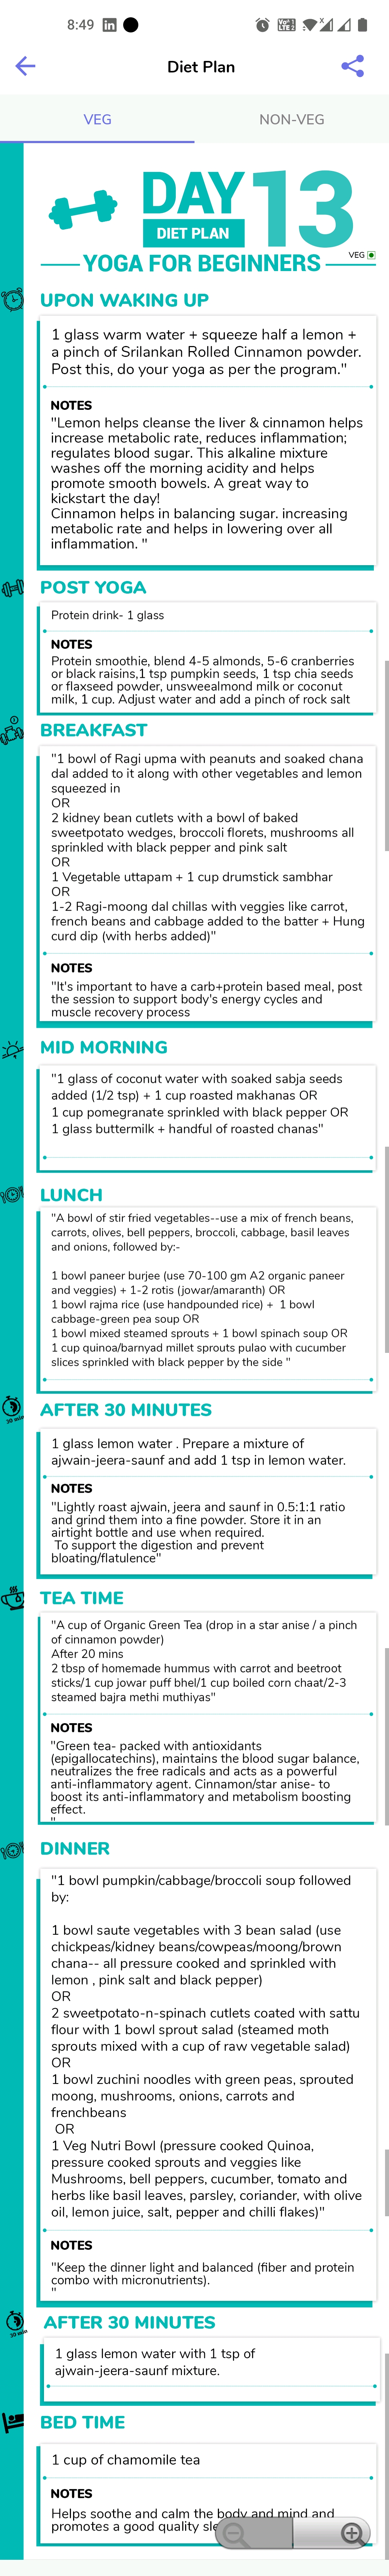 8:49
Diet Plan
VEG
NON-VEG
DAY 13
DIET PLAN
VEG
YOGA FOR BEGINNERS
UPON WAKING UP
1 glass warm water + squeeze half a lemon +
a pinch of Srilankan Rolled Cinnamon powder.
Post this, do your yoga as per the program."
NOTES
"Lemon helps cleanse the liver & cinnamon helps
increase metabolic rate, reduces inflammation;
regulates blood sugar. This alkaline mixture
washes off the morning acidity and helps
promote smooth bowels. A great way to
kickstart the day!
Cinnamon helps in balancing sugar. increasing
metabolic rate and helps in lowering over all
inflammation. "
POST YOGA
Protein drink- 1 glass
NOTES
Protein smoothie, blend 4-5 almonds, 5-6 cranberries
or black raisins,1 tsp pumpkin seeds, 1 tsp chia seeds
or flaxseed powder, unsweealmond milk or coconut
milk, 1 cup. Adjust water and add a pinch of rock salt
BREAKFAST
"1 bowl of Ragi upma with peanuts and soaked chana
dal added to it along with other vegetables and lemon
squeezed in
OR
2 kidney bean cutlets with a bowl of baked
sweetpotato wedges, broccoli florets, mushrooms all
sprinkled with black pepper and pink salt
OR
1 Vegetable uttapam + 1 cup drumstick sambhar
OR
1-2 Ragi-moong dal chillas with veggies like carrot,
french beans and cabbage added to the batter + Hung
curd dip (with herbs added)"
NOTES
"It's important to have a carb+protein based meal, post
the session to support body's energy cycles and
muscle recovery process
MID MORNING
"1 glass of coconut water with soaked sabja seeds
added (1/2 tsp) + 1 cup roasted makhanas OR
1 cup pomegranate sprinkled with black pepper OR
1 glass buttermilk + handful of roasted chanas"
LUNCH
"A bowl of stir fried vegetables--use a mix of french beans,
carrots, olives, bell peppers, broccoli, cabbage, basil leaves
and onions, followed by:-
1 bowl paneer burjee (use 70-100 gm A2 organic paneer
and veggies) + 1-2 rotis (jowar/amaranth) OR
1 bowl rajma rice (use handpounded rice) + 1 bowl
cabbage-green pea soup OR
1 bowl mixed steamed sprouts + 1 bowl spinach soup OR
1 cup quinoa/barnyad millet sprouts pulao with cucumber
slices sprinkled with black pepper by the side "
30 min
AFTER 30 MINUTES
1 glass lemon water . Prepare a mixture of
ajwain-jeera-saunf and add 1 tsp in lemon water.
NOTES
"Lightly roast ajwain, jeera and saunf in 0.5:1:1 ratio
and grind them into a fine powder. Store it in an
airtight bottle and use when required.
To support the digestion and prevent
bloating/flatulence"
TEA TIME
"A cup of Organic Green Tea (drop in a star anise / a pinch
of cinnamon powder)
After 20 mins
2 tbsp of homemade hummus with carrot and beetroot
sticks/1 cup jowar puff bhel/1 cup boiled corn chaat/2-3
steamed bajra methi muthiyas"
NOTES
"Green tea- packed with antioxidants
(epigallocatechins), maintains the blood sugar balance,
neutralizes the free radicals and acts as a powerful
anti-inflammatory agent. Cinnamon/star anise- to
boost its anti-inflammatory and metabolism boosting
effect.
"
DINNER
"1 bowl pumpkin/cabbage/broccoli soup followed
by:
1 bowl saute vegetables with 3 bean salad (use
chickpeas/kidney beans/cowpeas/moong/brown
chana-- all pressure cooked and sprinkled with
lemon , pink salt and black pepper)
OR
2 sweetpotato-n-spinach cutlets coated with sattu
flour with 1 bowl sprout salad (steamed moth
sprouts mixed with a cup of raw vegetable salad)
OR
1 bowl zuchini noodles with green peas, sprouted
moong, mushrooms, onions, carrots and
frenchbeans
OR
1 Veg Nutri Bowl (pressure cooked Quinoa,
pressure cooked sprouts and veggies like
Mushrooms, bell peppers, cucumber, tomato and
herbs like basil leaves, parsley, coriander, with olive
oil, lemon juice, salt, pepper and chilli flakes)"
NOTES
"Keep the dinner light and balanced (fiber and protein
combo with micronutrients).
"
30 min
AFTER 30 MINUTES
1 glass lemon water with 1 tsp of
ajwain-jeera-saunf mixture.
BED TIME
1 cup of chamomile tea
NOTES
Helps soothe and calm the body and mind and
promotes a good quality